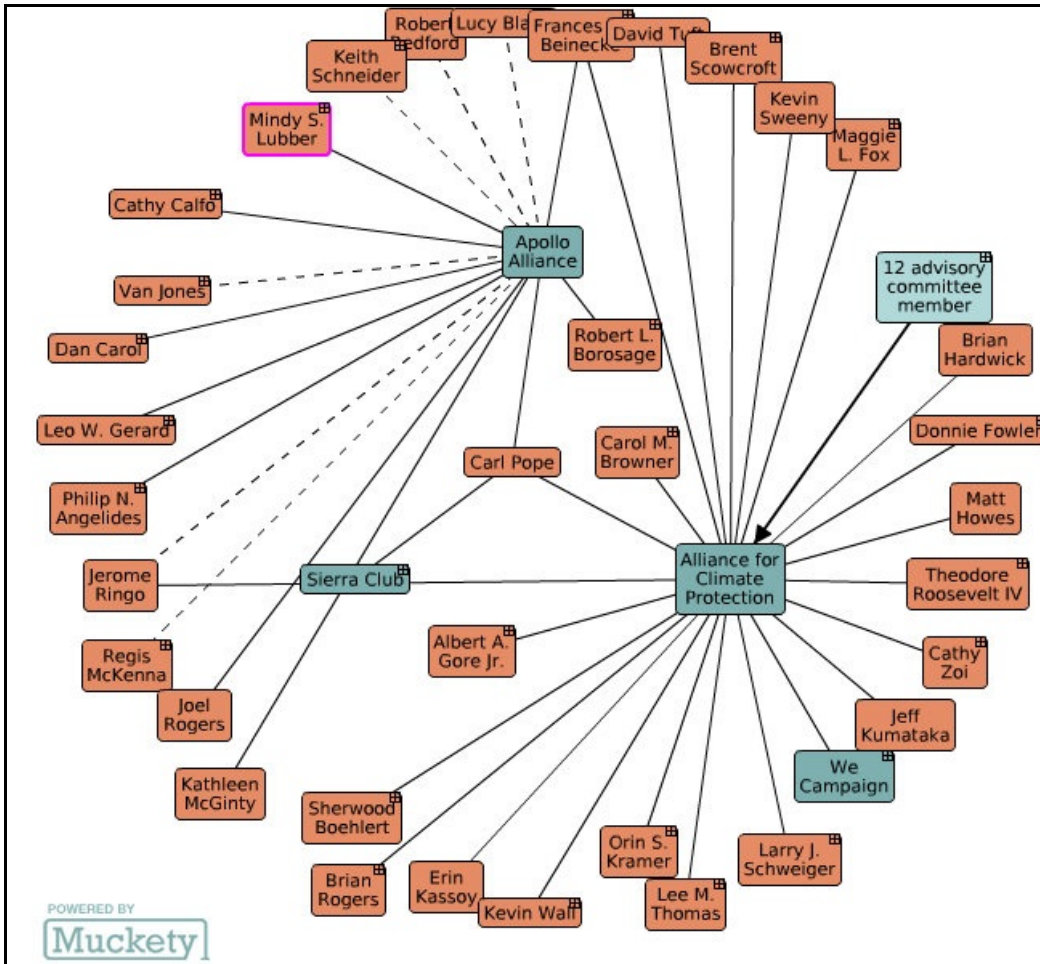 Robert
Redford
Lucy Bla
Frances
Beinecke
David Tuft
Keith
Schneider
Brent
Scowcroft
Kevin
Sweeny
Mindy S.
Lubber
Maggie
L. Fox
Cathy Calfo
Apollo
Alliance
12 advisory
committee
member
Van Jones
Robert L.
Borosage
Brian
Hardwick
Dan Carol
Leo W. Gerard
Donnie Fowler
Carol M.
Browner
Carl Pope
Philip N.
Angelides
Matt
Howes
Jerome
Ringo
Sierra Club
Alliance for
Climate
Protection
Theodore
Roosevelt IV
Albert A.
Gore Jr.
Regis
McKenna
Cathy
Zoi
Joel
Rogers
Jeff
Kumataka
We
Campaign
Kathleen
McGinty
Sherwood
Boehlert
Orin S.
Kramer
Larry J.
Schweiger
Brian
Rogers
Erin
Kassoy
Kevin Wall
Lee M.
Thomas
POWERED BY
Muckety